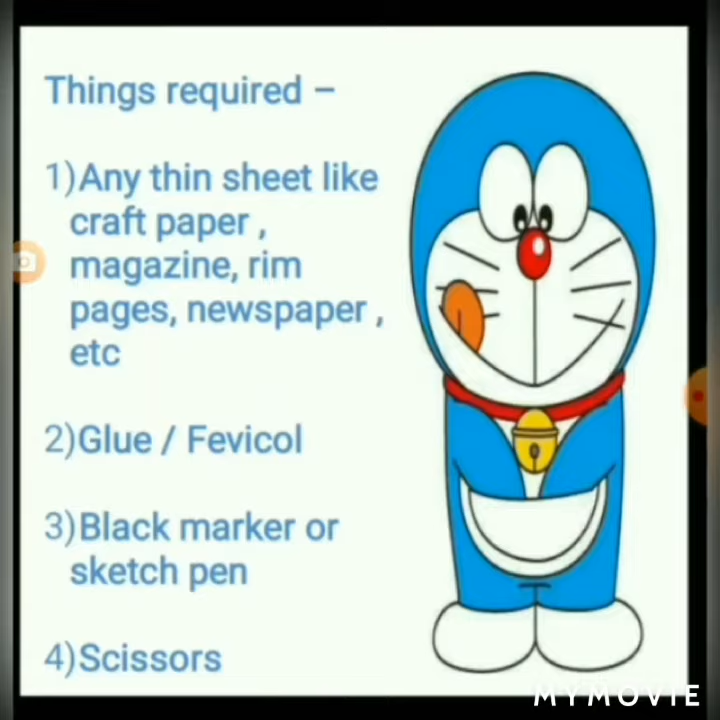 Things required –
1)Any thin sheet like
craft paper ,
magazine, rim
pages, newspaper ,
etc
2)Glue / Fevicol
3)Black marker or
sketch pen
4)Scissors
MYMOVIE